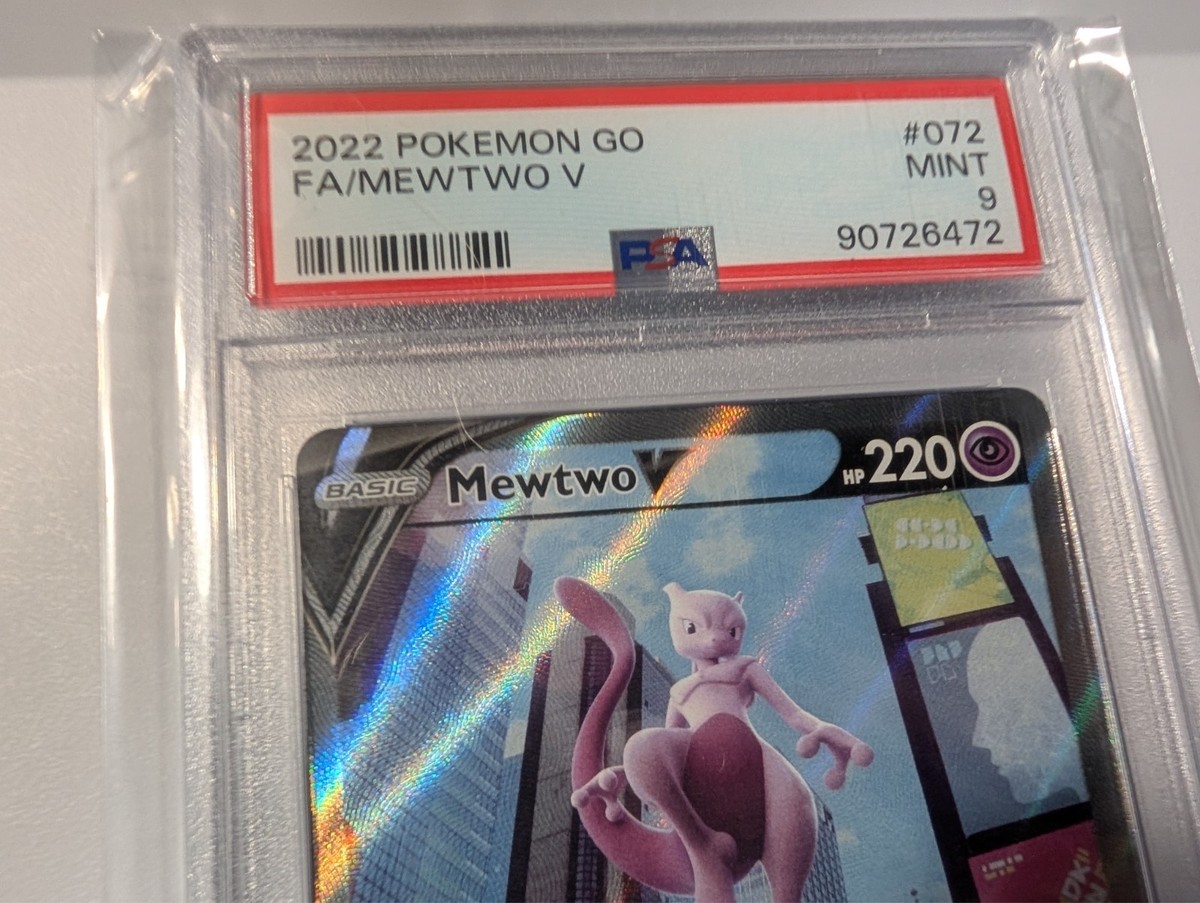 2022 POKEMON GO #072
FA/MEWTWO V MINT
9
PSA 90726472
BASIC Mewtwo V HP 220